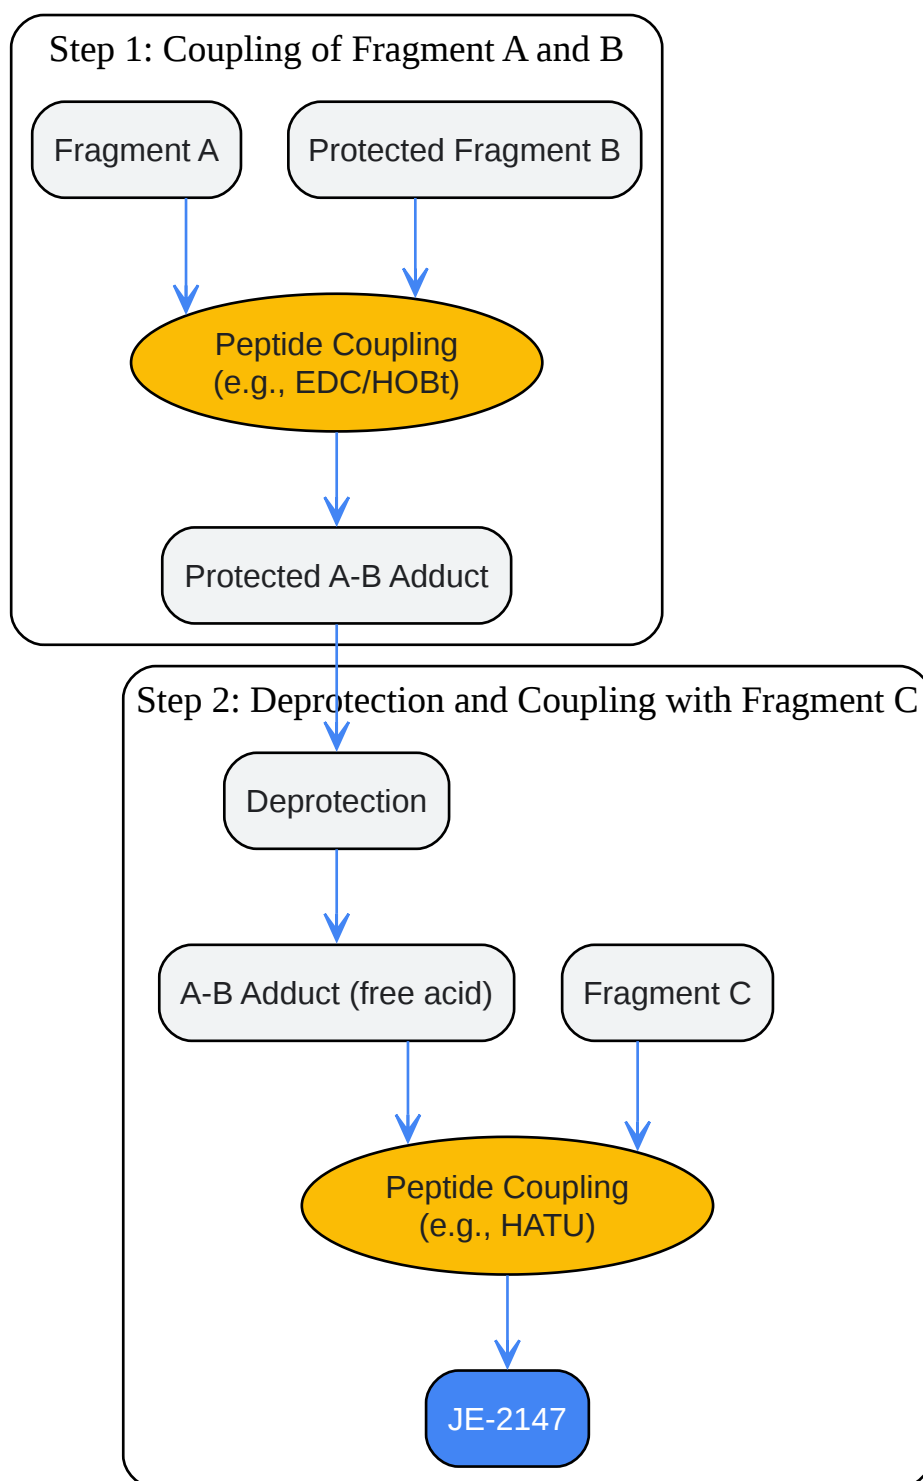 Step 1: Coupling of Fragment A and B
Fragment A
Protected Fragment B
Peptide Coupling
(e.g., EDC/HOBt)
Protected A-B Adduct
Step 2: Deprotection and Coupling with Fragment C
Deprotection
A-B Adduct (free acid)
Fragment C
Peptide Coupling
(e.g., HATU)
JE-2147